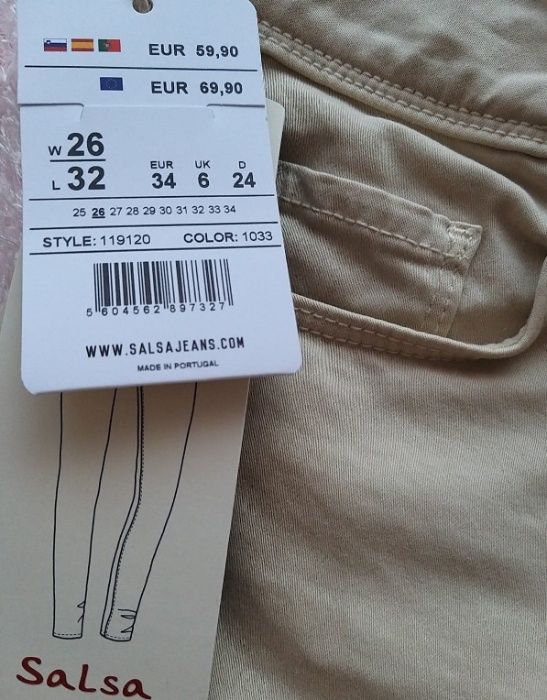 EUR 59,90
EUR 69,90
W 26
L 32
EUR 34
UK 6
D 24
25 26 27 28 29 30 31 32 33 34
STYLE: 119120 COLOR: 1033
5 604562 897327
WWW.SALSAJEANS.COM
MADE IN PORTUGAL
Salsa